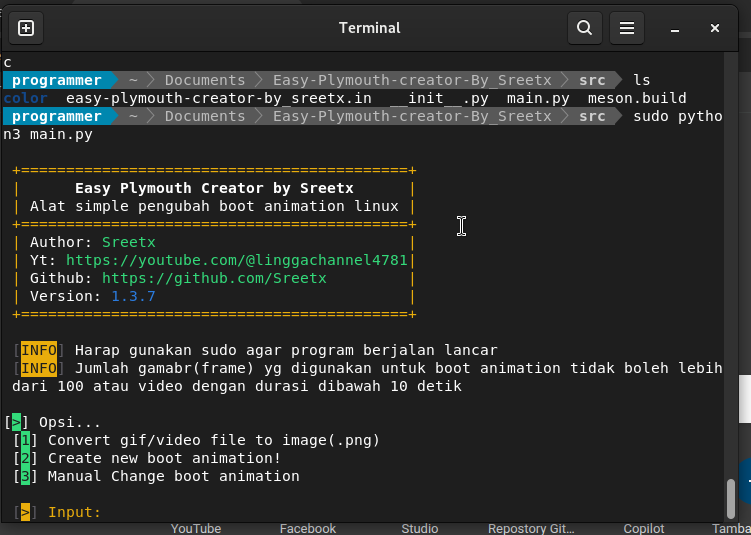 Terminal
c
programmer ~ Documents Easy-Plymouth-creator-By_Sreetx src ls
color easy-plymouth-creator-by_sreetx.in __init__.py main.py meson.build
programmer ~ Documents Easy-Plymouth-creator-By_Sreetx src sudo pytho
n3 main.py
+===========================================+
| Easy Plymouth Creator by Sreetx |
| Alat simple pengubah boot animation linux |
+===========================================+
| Author: Sreetx |
| Yt: https://youtube.com/@linggachannel4781|
| Github: https://github.com/Sreetx |
| Version: 1.3.7 |
+===========================================+
[INFO] Harap gunakan sudo agar program berjalan lancar
[INFO] Jumlah gamabr(frame) yg digunakan untuk boot animation tidak boleh lebih
dari 100 atau video dengan durasi dibawah 10 detik
[>] Opsi...
[1] Convert gif/video file to image(.png)
[2] Create new boot animation!
[3] Manual Change boot animation
[>] Input:
YouTube Facebook Studio Repository Git... Copilot Tamba